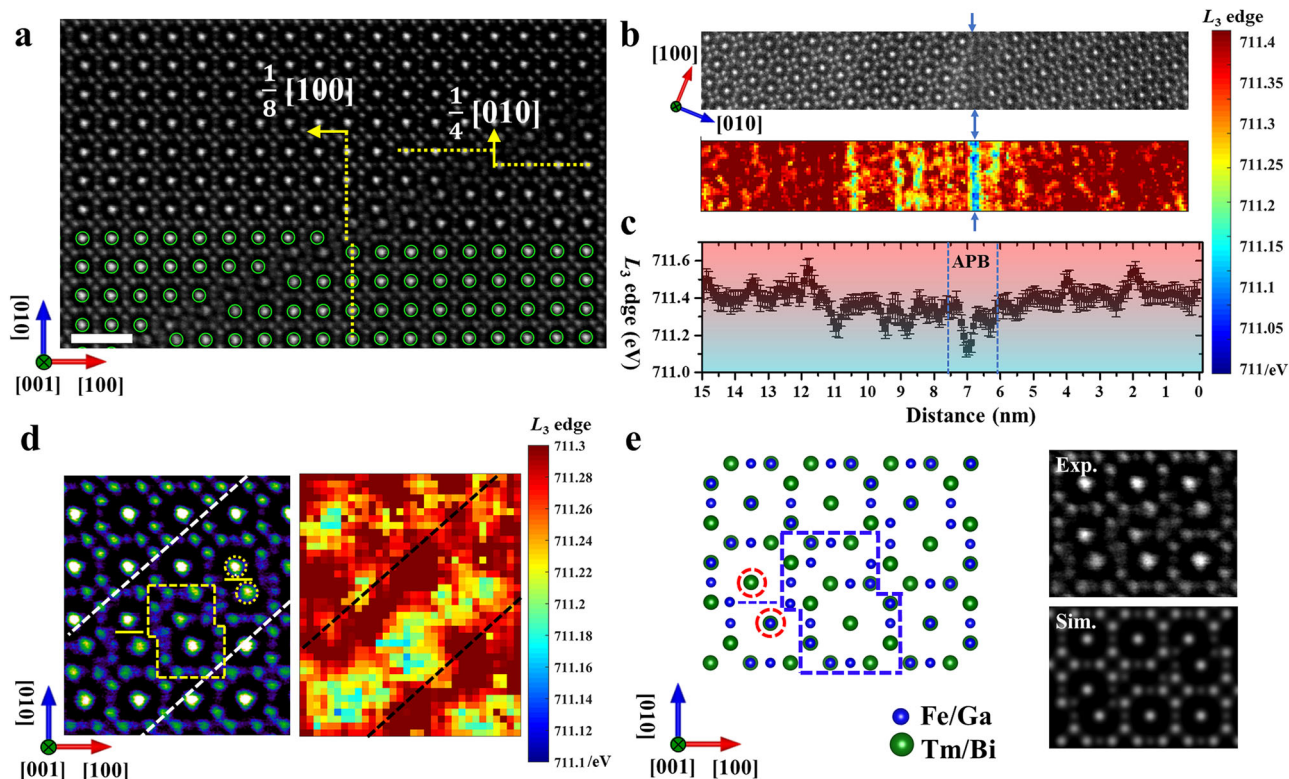 a
1/8 [100]
1/4 [010]
[010]
[001] [100]
b
[100]
[010]
L3 edge
711.4
711.35
711.3
711.25
711.2
711.15
711.1
711.05
711/eV
c
L3 edge (eV)
711.6
711.4
711.2
711.0
APB
15 14 13 12 11 10 9 8 7 6 5 4 3 2 1 0
Distance (nm)
d
L3 edge
711.3
711.28
711.26
711.24
711.22
711.2
711.18
711.16
711.14
711.12
711.1/eV
[010]
[001] [100]
e
Fe/Ga
Tm/Bi
[010]
[001] [100]
Exp.
Sim.